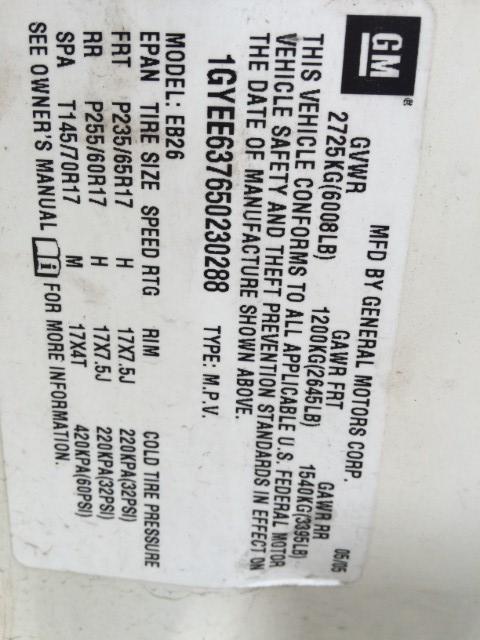 GM ®
MFD BY GENERAL MOTORS CORP. 05/05
GVWR GAWR FRT GAWR RR
2725KG(6008LB) 1200KG(2645LB) 1540KG(3395LB)
THIS VEHICLE CONFORMS TO ALL APPLICABLE U.S. FEDERAL MOTOR
VEHICLE SAFETY AND THEFT PREVENTION STANDARDS IN EFFECT ON
THE DATE OF MANUFACTURE SHOWN ABOVE.
1GYEE637650230288 TYPE: M.P.V.
MODEL: EB26
EPAN TIRE SIZE SPEED RTG RIM COLD TIRE PRESSURE
FRT P235/65R17 H 17X7.5J 220KPA(32PSI)
RR P255/60R17 H 17X7.5J 220KPA(32PSI)
SPA T145/70R17 M 17X4T 420KPA(60PSI)
SEE OWNER'S MANUAL FOR MORE INFORMATION.